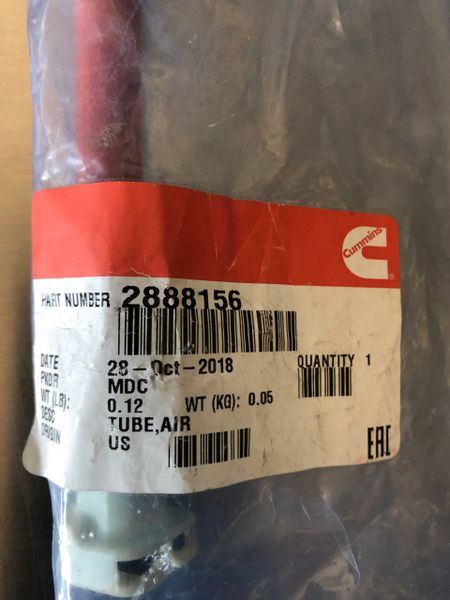 Cummins
PART NUMBER 2888156
DATE 28-Oct-2018 QUANTITY 1
PKGR MDC
WT (LB): 0.12 WT (KG): 0.05
DESC TUBE,AIR
ORIGIN US
EAC